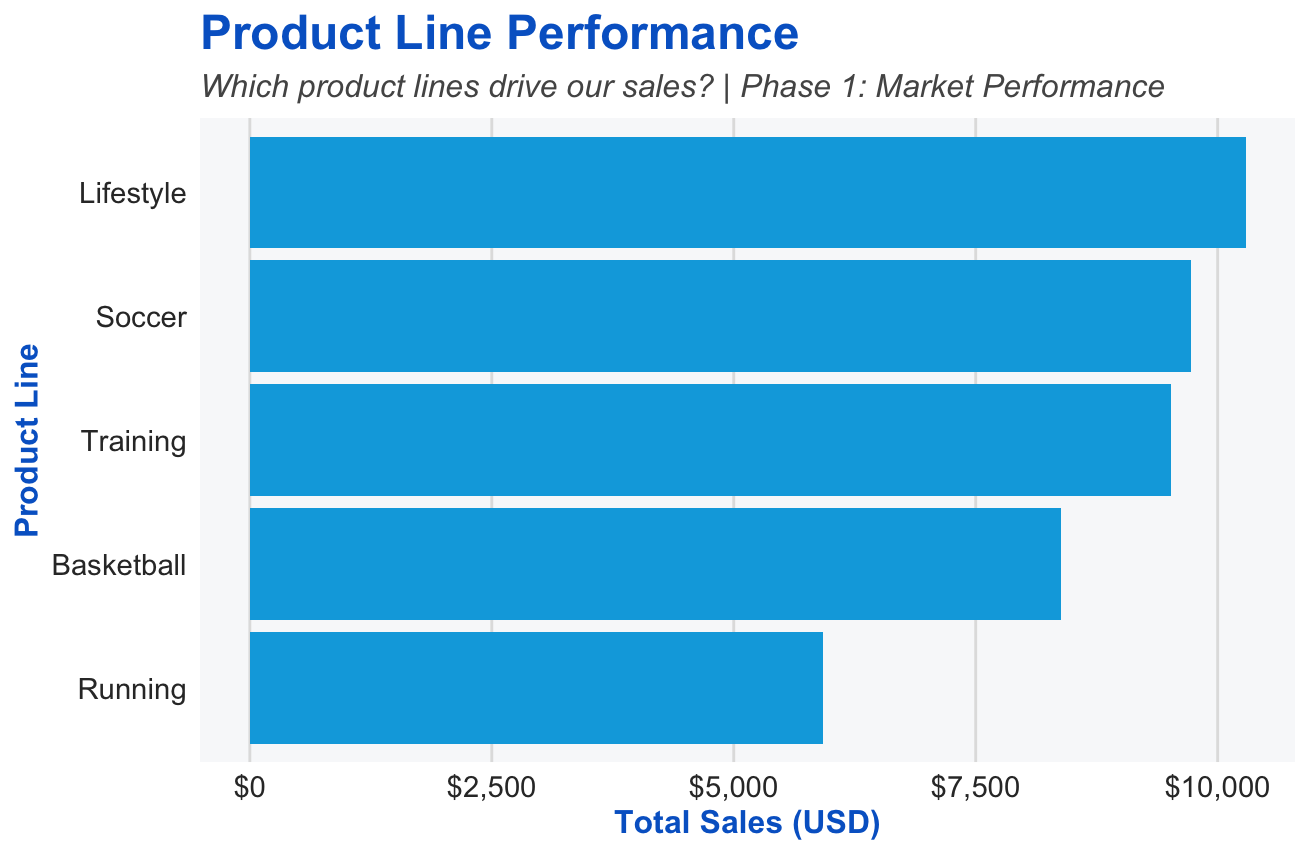 Product Line Performance
Which product lines drive our sales? | Phase 1: Market Performance
Product Line
Lifestyle
Soccer
Training
Basketball
Running
$0 $2,500 $5,000 $7,500 $10,000
Total Sales (USD)